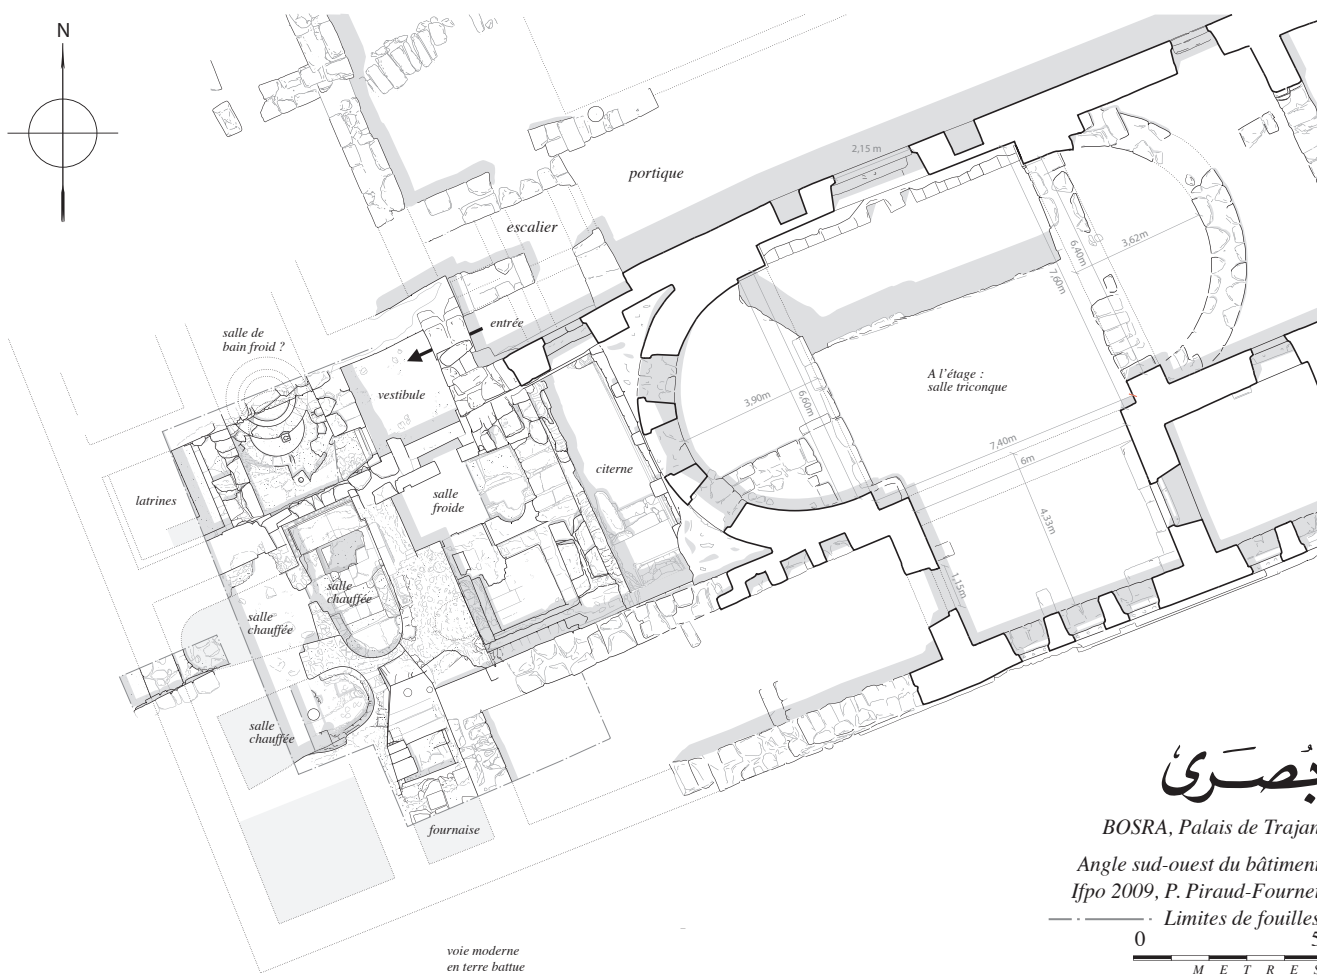 N
2,15 m
portique
escalier
6,40m
3,62m
7,60m
entrée
salle de
bain froid ?
vestibule
A l'étage :
salle triconque
3,90m
6,60m
7,40m
6m
citerne
latrines
salle
froide
4,33m
1,15m
salle
chauffée
salle
chauffée
salle
chauffée
fournaise
بُصَرىٰ
BOSRA, Palais de Trajan
Angle sud-ouest du bâtiment
Ifpo 2009, P. Piraud-Fournet
Limites de fouilles
0 5
M E T R E S
voie moderne
en terre battue